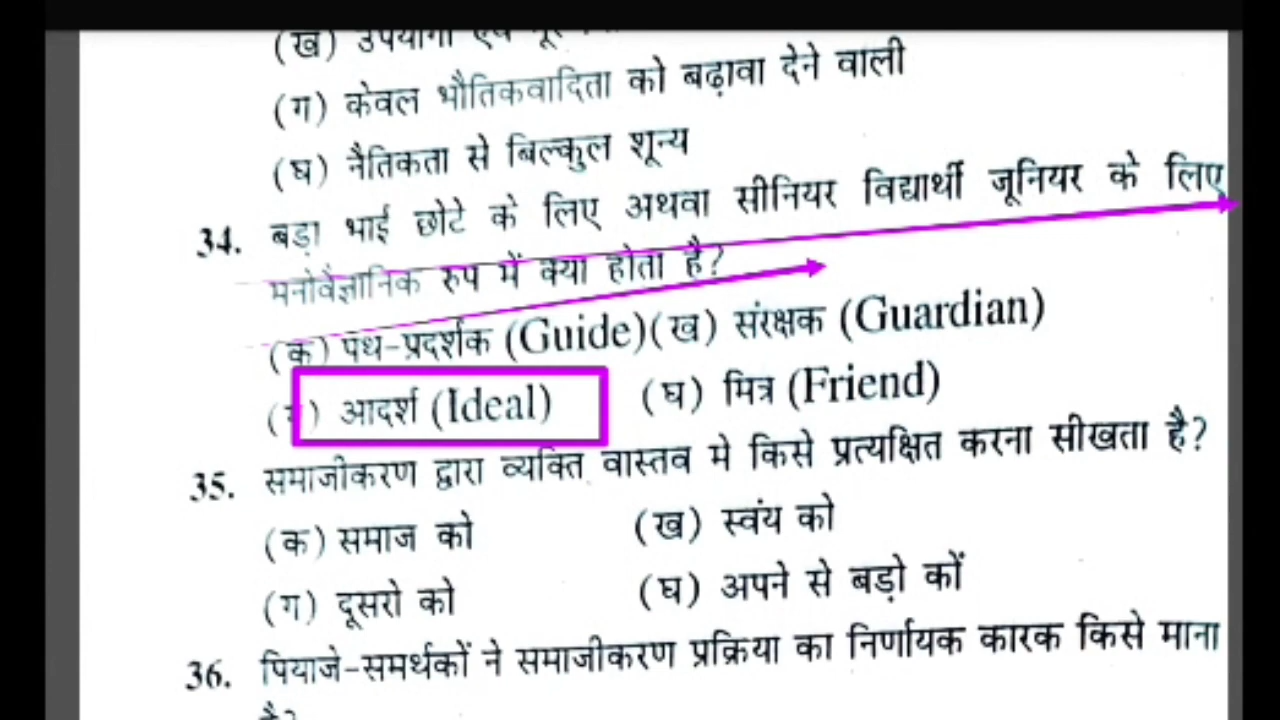 (ख) उपयोगी एवं
(ग) केवल भौतिकवादिता को बढ़ावा देने वाली
(घ) नैतिकता से बिल्कुल शून्य
34. बड़ा भाई छोटे के लिए अथवा सीनियर विद्यार्थी जूनियर के लिए
मनोवैज्ञानिक रुप में क्या होता है?
(क) पथ-प्रदर्शक (Guide) (ख) संरक्षक (Guardian)
(ग) आदर्श (Ideal) (घ) मित्र (Friend)
35. समाजीकरण द्वारा व्यक्ति वास्तव मे किसे प्रत्यक्षित करना सीखता है?
(क) समाज को (ख) स्वंय को
(ग) दूसरो को (घ) अपने से बड़ो कों
36. पियाजे-समर्थकों ने समाजीकरण प्रक्रिया का निर्णायक कारक किसे माना
है?